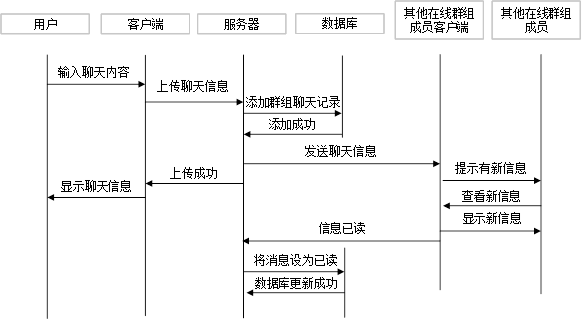 用户
客户端
服务器
数据库
其他在线群组
成员客户端
其他在线群组
成员
输入聊天内容
上传聊天信息
添加群组聊天记录
添加成功
发送聊天信息
提示有新信息
上传成功
显示聊天信息
查看新信息
显示新信息
信息已读
将消息设为已读
数据库更新成功